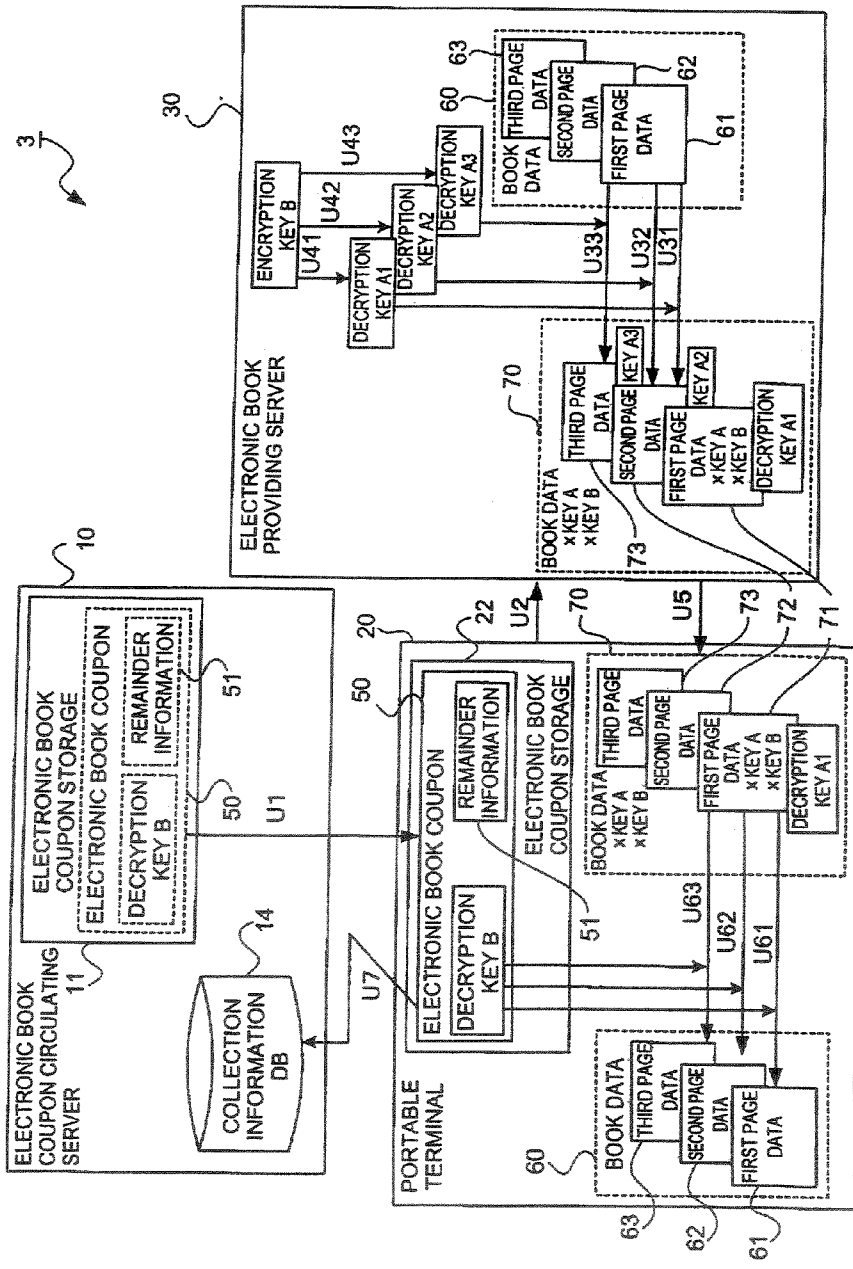 3
ELECTRONIC BOOK
COUPON CIRCULATING
SERVER
10
11
ELECTRONIC BOOK
COUPON STORAGE
ELECTRONIC BOOK COUPON
DECRYPTION
KEY B
REMAINDER
INFORMATION
50
51
14
COLLECTION
INFORMATION
DB
U1
U7
PORTABLE
TERMINAL
20
22
50
ELECTRONIC BOOK COUPON
DECRYPTION
KEY B
REMAINDER
INFORMATION
51
ELECTRONIC BOOK
COUPON STORAGE
60
BOOK DATA
THIRD PAGE
DATA
SECOND PAGE
DATA
FIRST PAGE
DATA
63
62
61
U63
U62
U61
70
BOOK DATA
×KEY A
×KEY B
THIRD PAGE
DATA
SECOND PAGE
DATA
FIRST PAGE
DATA
×KEY A
×KEY B
DECRYPTION
KEY A1
73
72
71
U2
U5
ELECTRONIC BOOK
PROVIDING SERVER
30
70
BOOK DATA
×KEY A
×KEY B
73
THIRD PAGE
DATA
KEY A3
SECOND PAGE
DATA
KEY A2
FIRST PAGE
DATA
×KEY A
×KEY B
DECRYPTION
KEY A1
ENCRYPTION
KEY B
U41
U42
U43
DECRYPTION
KEY A1
DECRYPTION
KEY A2
DECRYPTION
KEY A3
U33
U32
U31
60
BOOK
DATA
THIRD PAGE
DATA
SECOND PAGE
DATA
FIRST PAGE
DATA
63
62
61